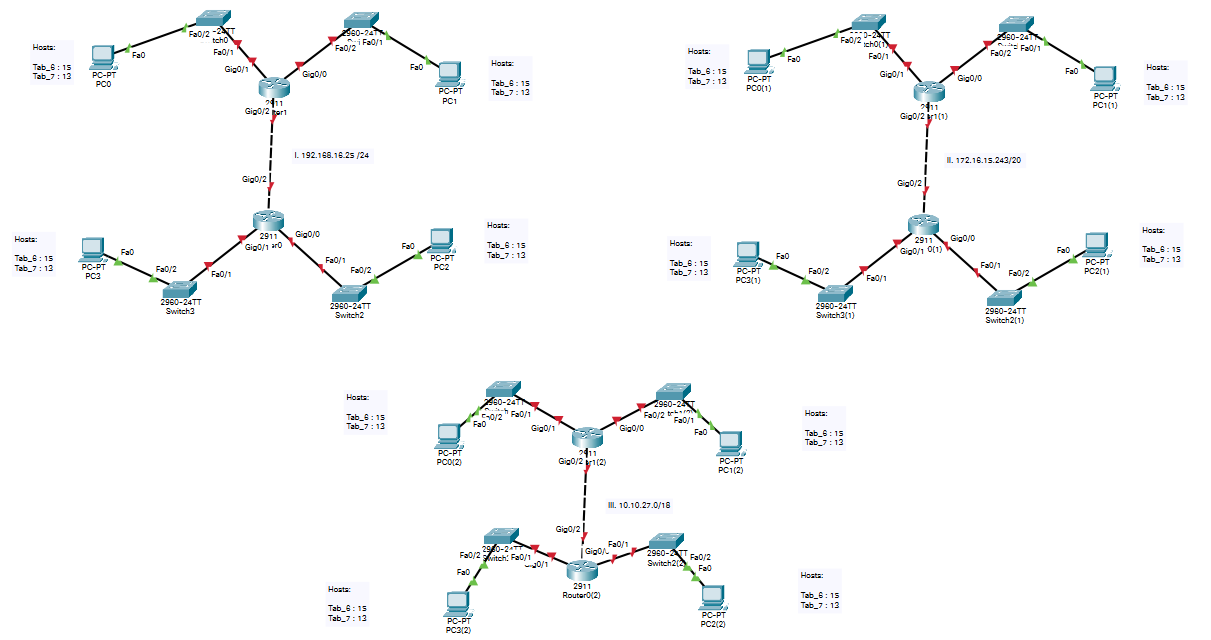 Hosts:
Tab_6 : 15
Tab_7 : 13
Fa0
PC-PT
PC0
Fa0/2
Fa0/1
Gig0/1
Gig0/0
Fa0/2
Fa0/1
Fa0
PC-PT
PC1
Hosts:
Tab_6 : 15
Tab_7 : 13
Gig0/2
I. 192.168.16.25 /24
Gig0/2
2911
Gig0/1
Gig0/0
Hosts:
Tab_6 : 15
Tab_7 : 13
Fa0
PC-PT
PC3
Fa0/2
Fa0/1
2960-24TT
Switch3
Fa0/1
Fa0/2
2960-24TT
Switch2
Fa0
PC-PT
PC2
Hosts:
Tab_6 : 15
Tab_7 : 13
Hosts:
Tab_6 : 15
Tab_7 : 13
Fa0
PC-PT
PC0(1)
Fa0/2
Fa0/1
Gig0/1
Gig0/0
Fa0
PC-PT
PC1(1)
Hosts:
Tab_6 : 15
Tab_7 : 13
Gig0/2
II. 172.16.15.243/20
Gig0/2
2911
Gig0/1
Gig0/0
Hosts:
Tab_6 : 15
Tab_7 : 13
Fa0
PC-PT
PC3(1)
Fa0/2
Fa0/1
2960-24TT
Switch3(1)
Fa0/1
Fa0/2
2960-24TT
Switch2(1)
Fa0
PC-PT
PC2(1)
Hosts:
Tab_6 : 15
Tab_7 : 13
Hosts:
Tab_6 : 15
Tab_7 : 13
Fa0
PC-PT
PC0(2)
Fa0/2
Fa0/1
Gig0/1
Gig0/0
Fa0/2
Fa0/1
Fa0
PC-PT
PC1(2)
Hosts:
Tab_6 : 15
Tab_7 : 13
Gig0/2
III. 10.10.27.0/18
Gig0/2
2911
Router0(2)
Fa0/1
Fa0/2
Fa0
PC-PT
PC3(2)
Hosts:
Tab_6 : 15
Tab_7 : 13
Fa0/1
2960-24TT
Switch2(2)
Fa0/2
Fa0
PC-PT
PC2(2)
Hosts:
Tab_6 : 15
Tab_7 : 13